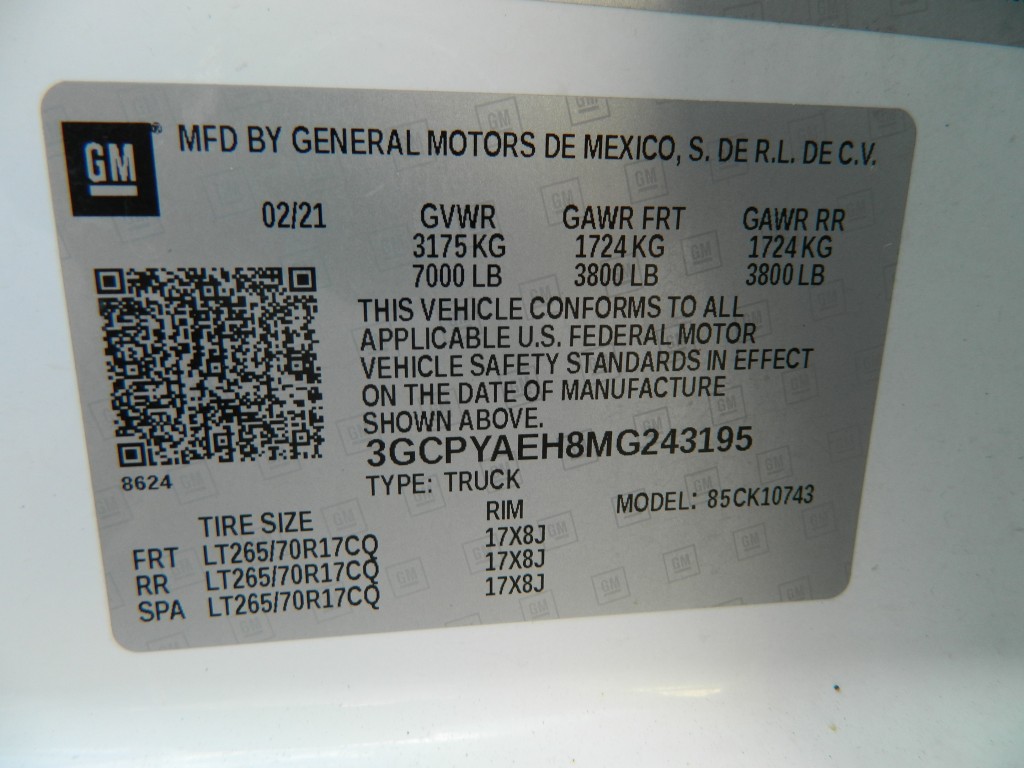 GM® MFD BY GENERAL MOTORS DE MEXICO, S. DE R.L. DE C.V.
02/21 GVWR GAWR FRT GAWR RR
3175 KG 1724 KG 1724 KG
7000 LB 3800 LB 3800 LB
THIS VEHICLE CONFORMS TO ALL
APPLICABLE U.S. FEDERAL MOTOR
VEHICLE SAFETY STANDARDS IN EFFECT
ON THE DATE OF MANUFACTURE
SHOWN ABOVE.
3GCPYAEH8MG243195
8624
TYPE: TRUCK MODEL: 85CK10743
TIRE SIZE RIM
FRT LT265/70R17CQ 17X8J
RR LT265/70R17CQ 17X8J
SPA LT265/70R17CQ 17X8J